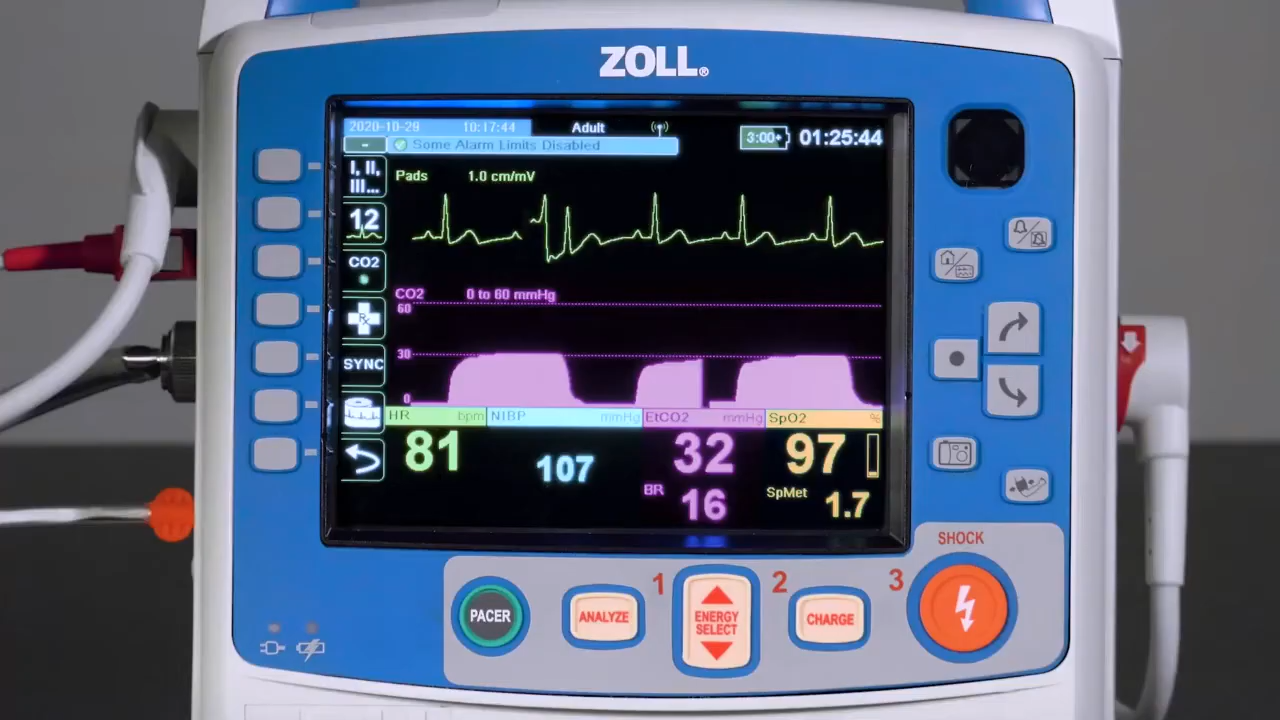 ZOLL®
2020-10-29 10:17:44 Adult 3:00+ 01:25:44
- Some Alarm Limits Disabled
I, II,
III...
Pads 1.0 cm/mV
12
CO2
CO2 0 to 60 mmHg
60
Rx
SYNC
30
0
HR bpm NIBP mmHg EtCO2 mmHg SpO2 %
81 107 32 97
BR 16 SpMet 1.7
SHOCK
PACER ANALYZE 1 ENERGY
SELECT 2 CHARGE 3